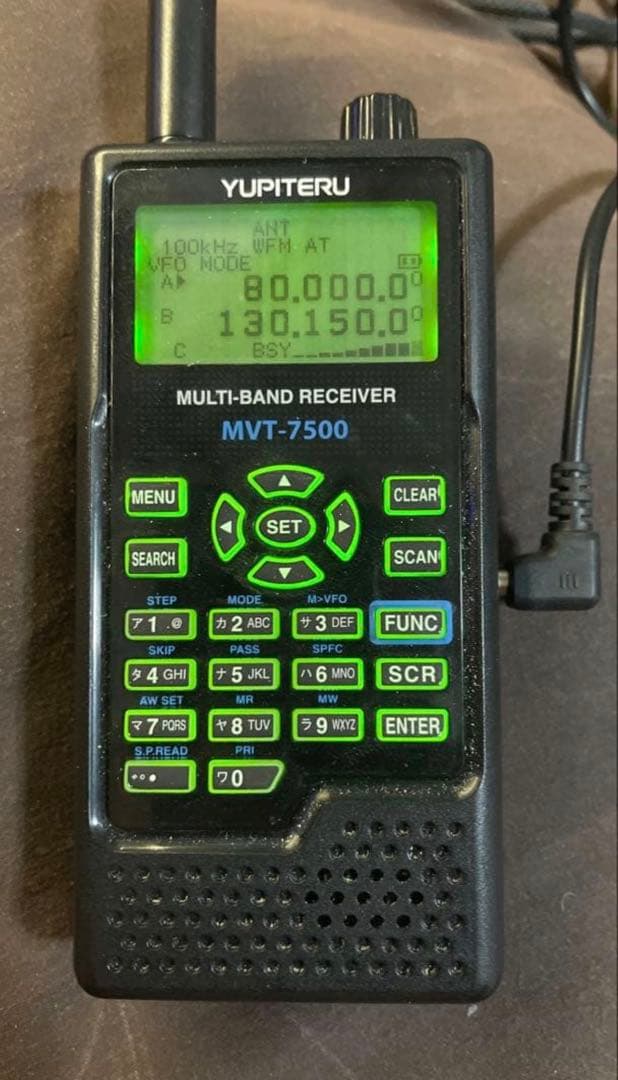 YUPITERU
ANT
100kHz WFM AT
VFO MODE
A▶ 80.000.0⁰
B 130.150.0⁰
C BSY
MULTI-BAND RECEIVER
MVT-7500
MENU ▲ CLEAR
◀ SET ▶
SEARCH ▼ SCAN
STEP MODE M>VFO
ア1 .@ カ2 ABC サ3 DEF FUNC
SKIP PASS SPFC
タ4 GHI ナ5 JKL ハ6 MNO SCR
AW SET MR MW
マ7 PQRS ヤ8 TUV ラ9 WXYZ ENTER
S.P.READ PRI
ワ0